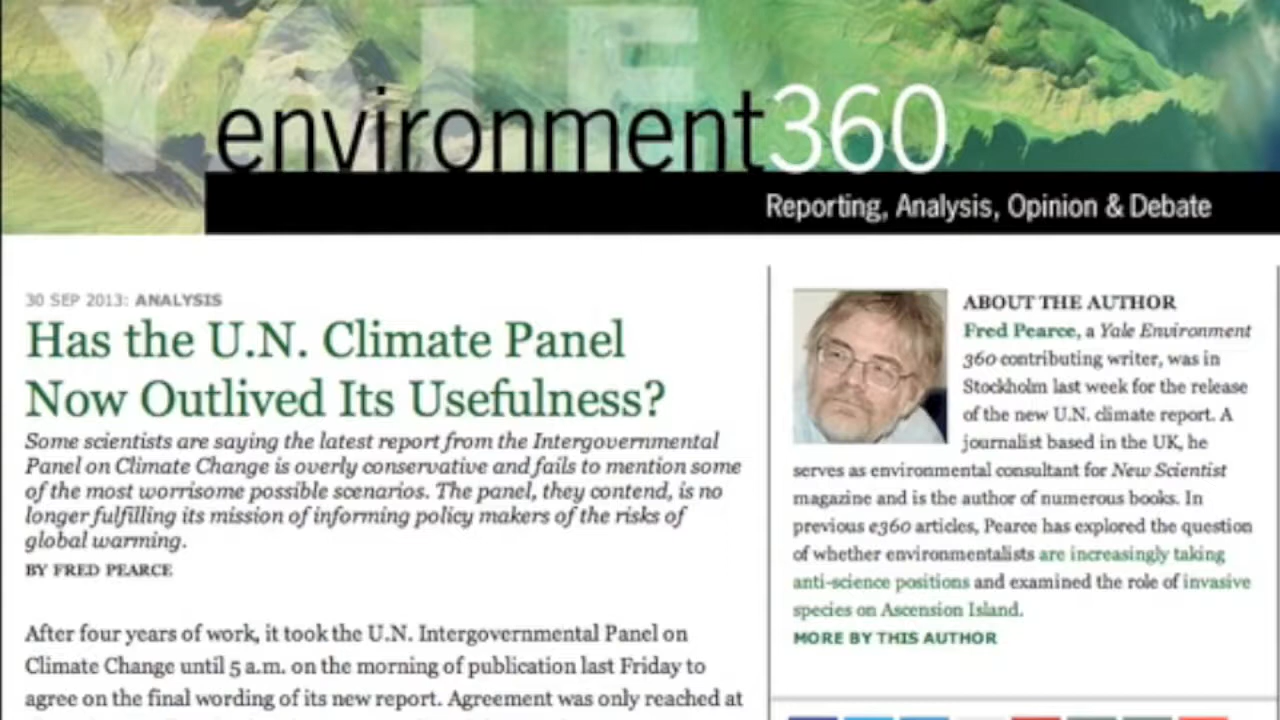 YALE
environment360
Reporting, Analysis, Opinion & Debate
30 SEP 2013: ANALYSIS
Has the U.N. Climate Panel
Now Outlived Its Usefulness?
Some scientists are saying the latest report from the Intergovernmental
Panel on Climate Change is overly conservative and fails to mention some
of the most worrisome possible scenarios. The panel, they contend, is no
longer fulfilling its mission of informing policy makers of the risks of
global warming.
BY FRED PEARCE
After four years of work, it took the U.N. Intergovernmental Panel on
Climate Change until 5 a.m. on the morning of publication last Friday to
agree on the final wording of its new report. Agreement was only reached at
ABOUT THE AUTHOR
Fred Pearce, a Yale Environment
360 contributing writer, was in
Stockholm last week for the release
of the new U.N. climate report. A
journalist based in the UK, he
serves as environmental consultant for New Scientist
magazine and is the author of numerous books. In
previous e360 articles, Pearce has explored the question
of whether environmentalists are increasingly taking
anti-science positions and examined the role of invasive
species on Ascension Island.
MORE BY THIS AUTHOR